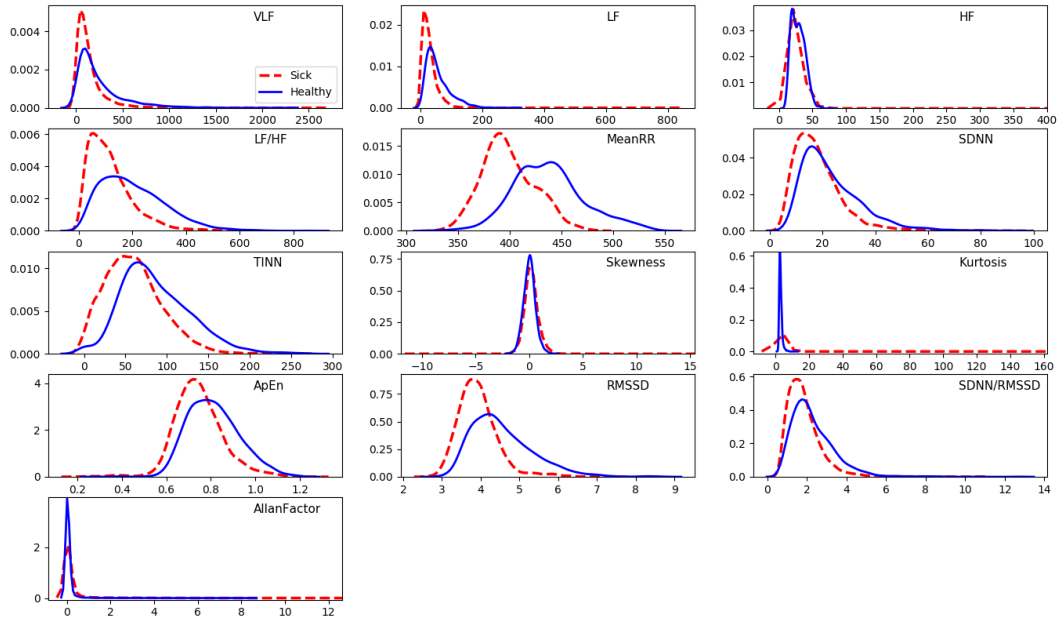 VLF
0.004
0.002
0.000
0 500 1000 1500 2000 2500
Sick
Healthy
LF
0.02
0.01
0.00
0 200 400 600 800
HF
0.03
0.02
0.01
0 50 100 150 200 250 300 350 400
LF/HF
0.006
0.004
0.002
0.000
0 200 400 600 800
MeanRR
0.015
0.010
0.005
0.000
300 350 400 450 500 550
SDNN
0.04
0.02
0.00
0 20 40 60 80 100
TINN
0.010
0.005
0.000
0 50 100 150 200 250 300
Skewness
0.75
0.50
0.25
0.00
−10 −5 0 5 10 15
Kurtosis
0.6
0.4
0.2
0.0
0 20 40 60 80 100 120 140 160
ApEn
4
2
0
0.2 0.4 0.6 0.8 1.0 1.2
RMSSD
0.75
0.50
0.25
0.00
2 3 4 5 6 7 8 9
SDNN/RMSSD
0.6
0.4
0.2
0.0
0 2 4 6 8 10 12 14
AllanFactor
2
0
0 2 4 6 8 10 12